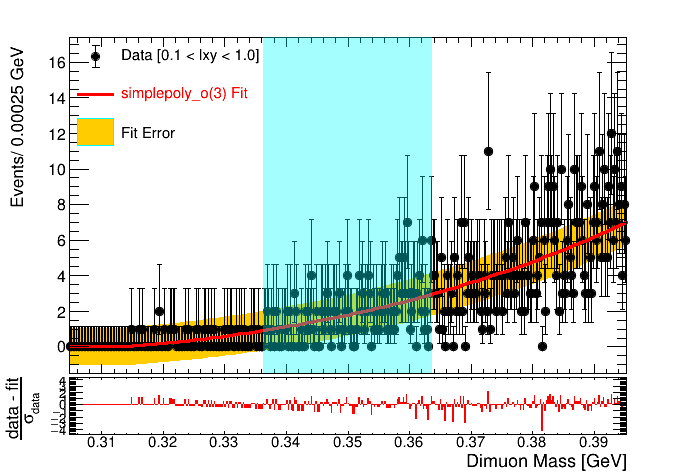 Events/ 0.00025 GeV
16
14
12
10
8
6
4
2
0
Data [0.1 < lxy < 1.0]
simplepoly_o(3) Fit
Fit Error
data - fit
σdata
4
2
0
−2
−4
0.31 0.32 0.33 0.34 0.35 0.36 0.37 0.38 0.39
Dimuon Mass [GeV]